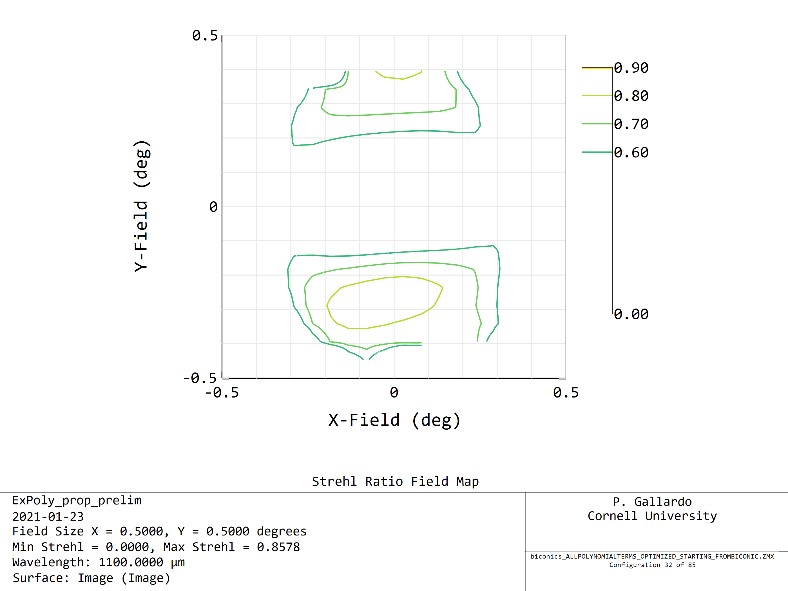 0.5
0
-0.5
Y-Field (deg)
-0.5 0 0.5
X-Field (deg)
0.90
0.80
0.70
0.60
0.00
Strehl Ratio Field Map
ExPoly_prop_prelim
2021-01-23
Field Size X = 0.5000, Y = 0.5000 degrees
Min Strehl = 0.0000, Max Strehl = 0.8578
Wavelength: 1100.0000 µm
Surface: Image (Image)
P. Gallardo
Cornell University
biconics_ALLPOLYNOMIALTERMS_OPTIMIZED_STARTING_FROMBICONIC.ZMX
Configuration 32 of 85